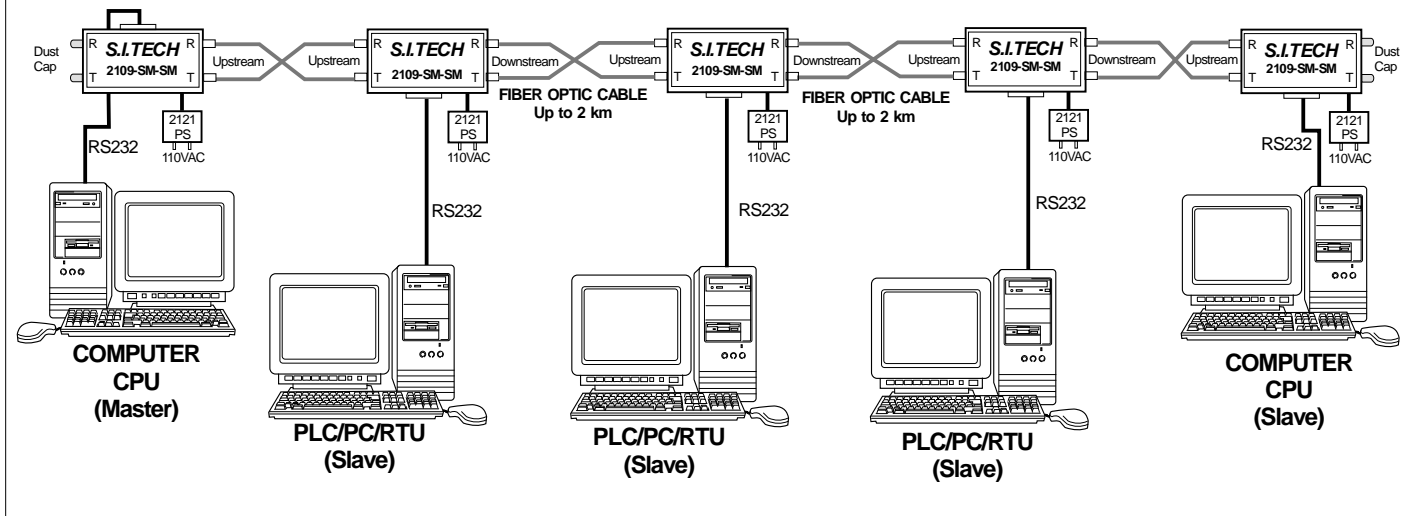 Dust
Cap
R
T
S.I.TECH
2109-SM-SM
R
T
Upstream
Upstream
R
T
S.I.TECH
2109-SM-SM
R
T
Downstream
Upstream
R
T
S.I.TECH
2109-SM-SM
R
T
Downstream
Upstream
R
T
S.I.TECH
2109-SM-SM
R
T
Downstream
Upstream
R
T
S.I.TECH
2109-SM-SM
R
T
Dust
Cap
FIBER OPTIC CABLE
Up to 2 km
FIBER OPTIC CABLE
Up to 2 km
RS232
2121
PS
110VAC
2121
PS
110VAC
2121
PS
110VAC
2121
PS
110VAC
RS232
2121
PS
110VAC
RS232
RS232
RS232
COMPUTER
CPU
(Master)
PLC/PC/RTU
(Slave)
PLC/PC/RTU
(Slave)
PLC/PC/RTU
(Slave)
COMPUTER
CPU
(Slave)